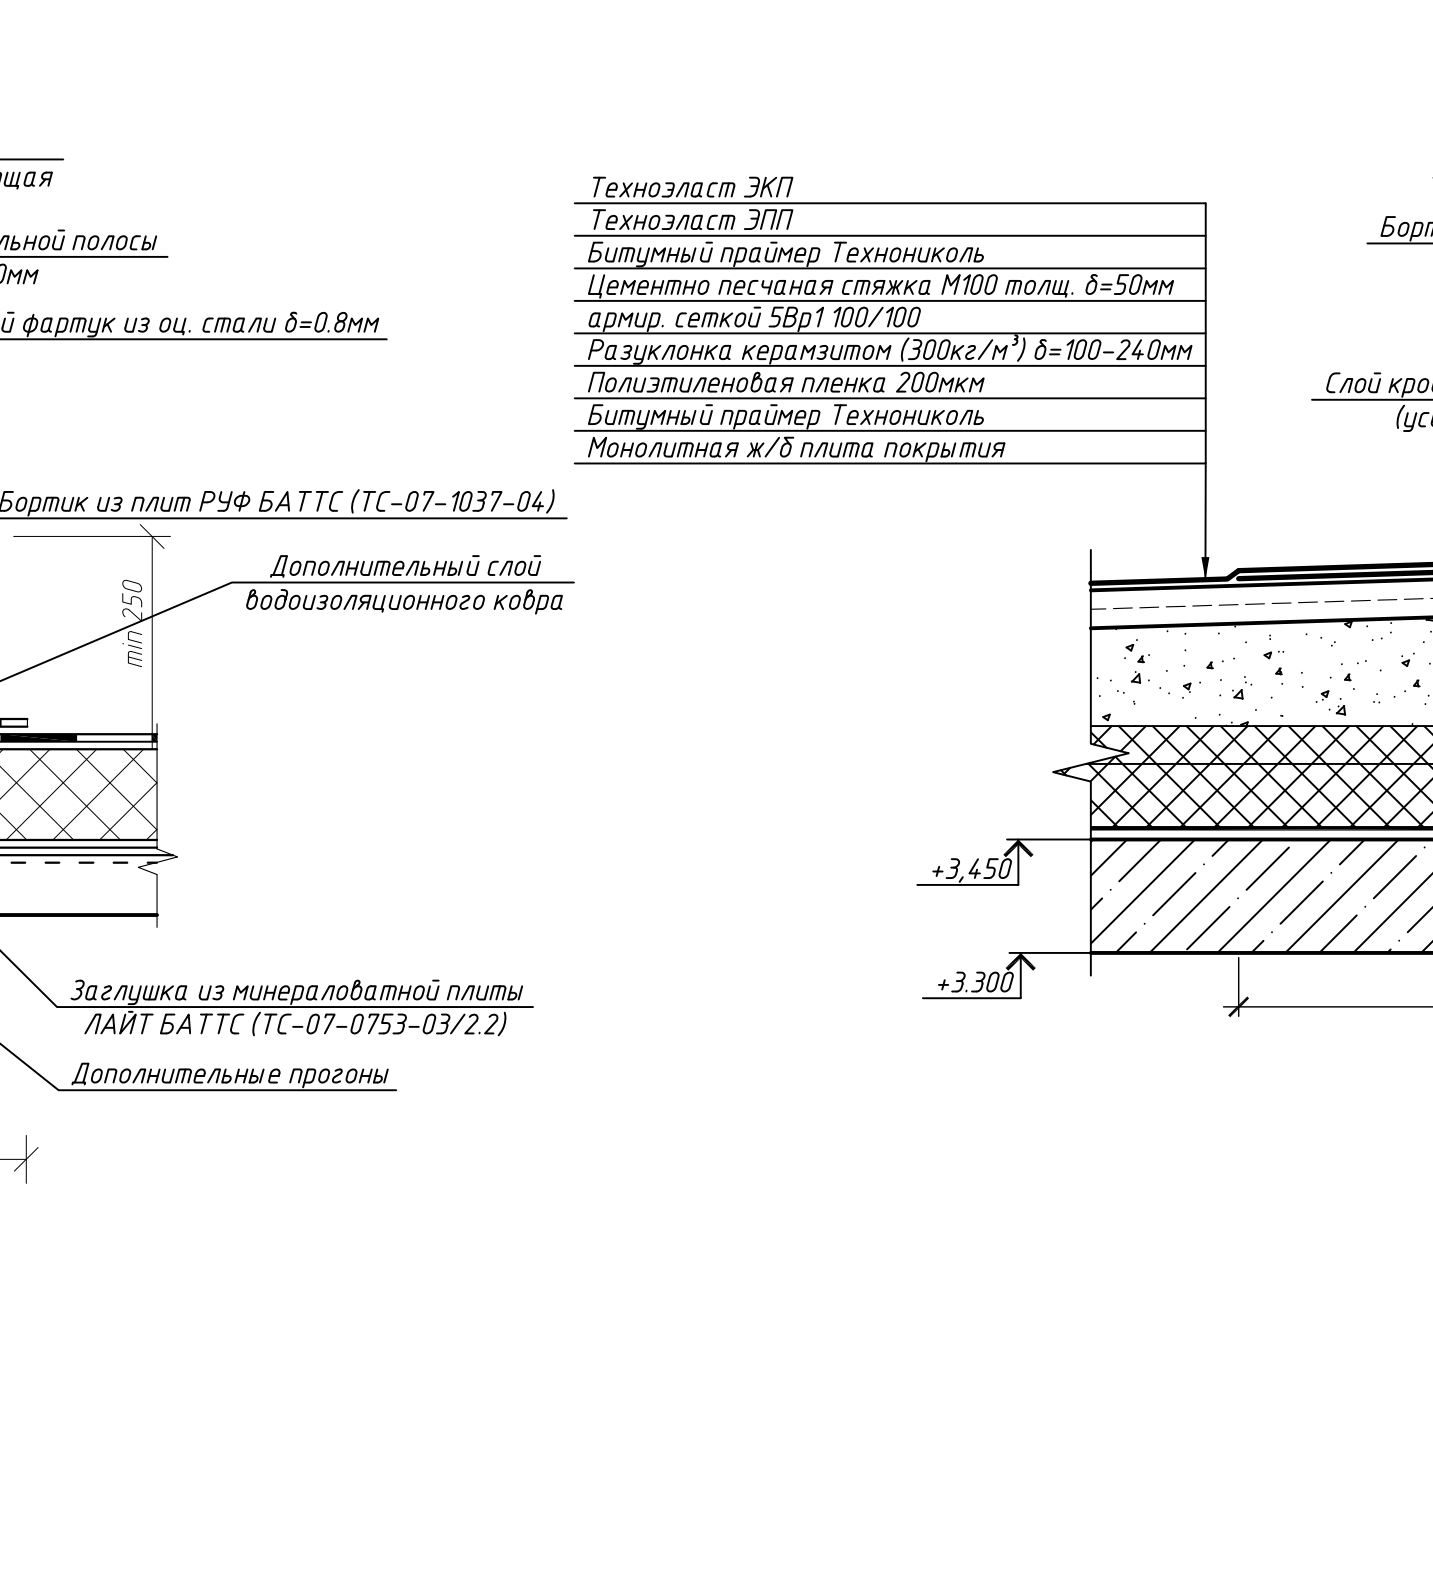 льной полосы
фартук из оц. стали δ=0.8мм
Бортик из плит РУФ БАТТС (ТС-07-1037-04)
min 250
Дополнительный слой
водоизоляционного ковра
Заглушка из минераловатной плиты
ЛАЙТ БАТТС (ТС-07-0753-03/2.2)
Дополнительные прогоны
Техноэласт ЭКП
Техноэласт ЭПП
Битумный праймер Технониколь
Цементно песчаная стяжка М100 толщ. δ=50мм
армир. сеткой 5Вр1 100/100
Разуклонка керамзитом (300кг/м³) δ=100-240мм
Полиэтиленовая пленка 200мкм
Битумный праймер Технониколь
Монолитная ж/б плита покрытия
+3,450
+3.300
Слой